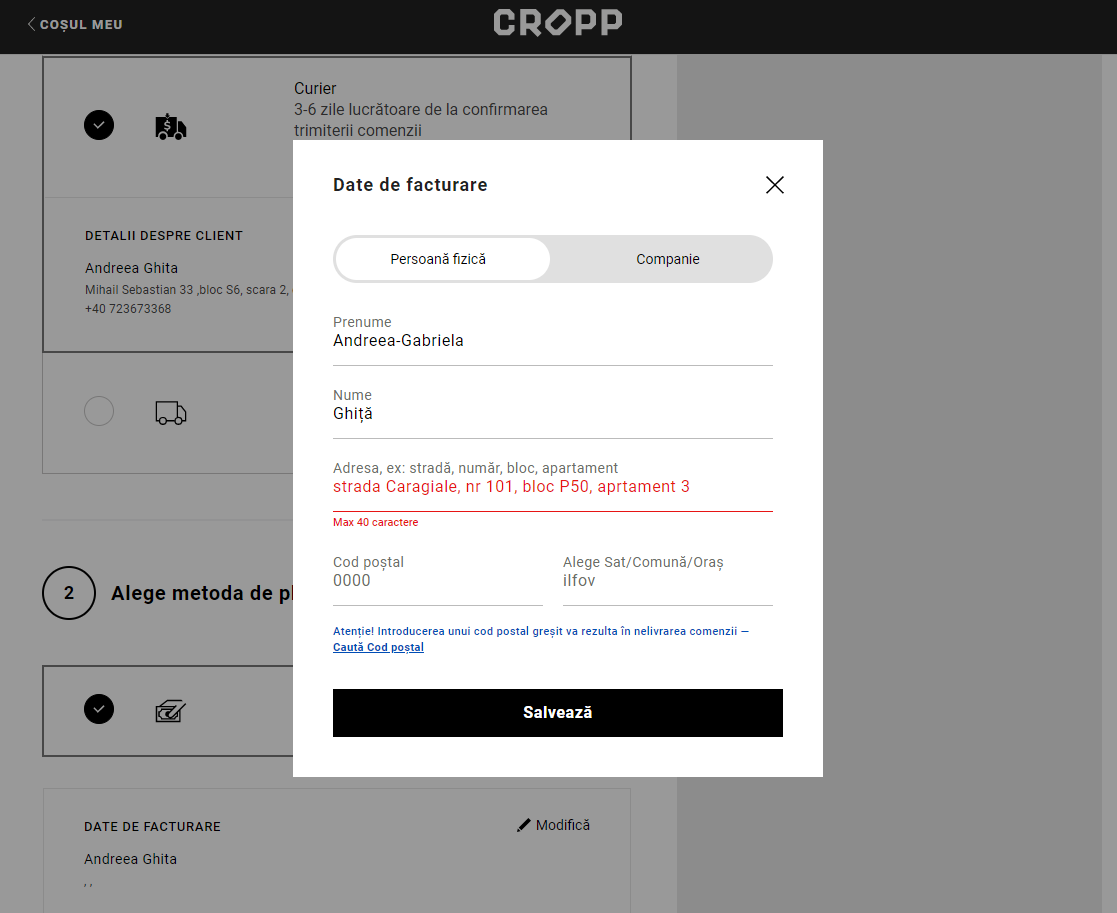 COȘUL MEU
CROPP
Curier
3-6 zile lucrătoare de la confirmarea
trimiterii comenzii
DETALII DESPRE CLIENT
Andreea Ghita
Mihail Sebastian 33 ,bloc S6, scara 2,
+40 723673368
2
Alege metoda de pl
Date de facturare
Persoană fizică
Companie
Prenume
Andreea-Gabriela
Nume
Ghiță
Adresa, ex: stradă, număr, bloc, apartament
strada Caragiale, nr 101, bloc P50, aprtament 3
Max 40 caractere
Cod poștal
0000
Alege Sat/Comună/Oraș
ilfov
Atenție! Introducerea unui cod postal greșit va rezulta în nelivrarea comenzii —
Caută Cod poștal
Salvează
DATE DE FACTURARE
Modifică
Andreea Ghita
, ,